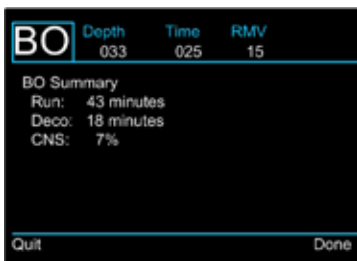 BO Depth Time RMV
033 025 15
BO Summary
Run: 43 minutes
Deco: 18 minutes
CNS: 7%
Quit Done